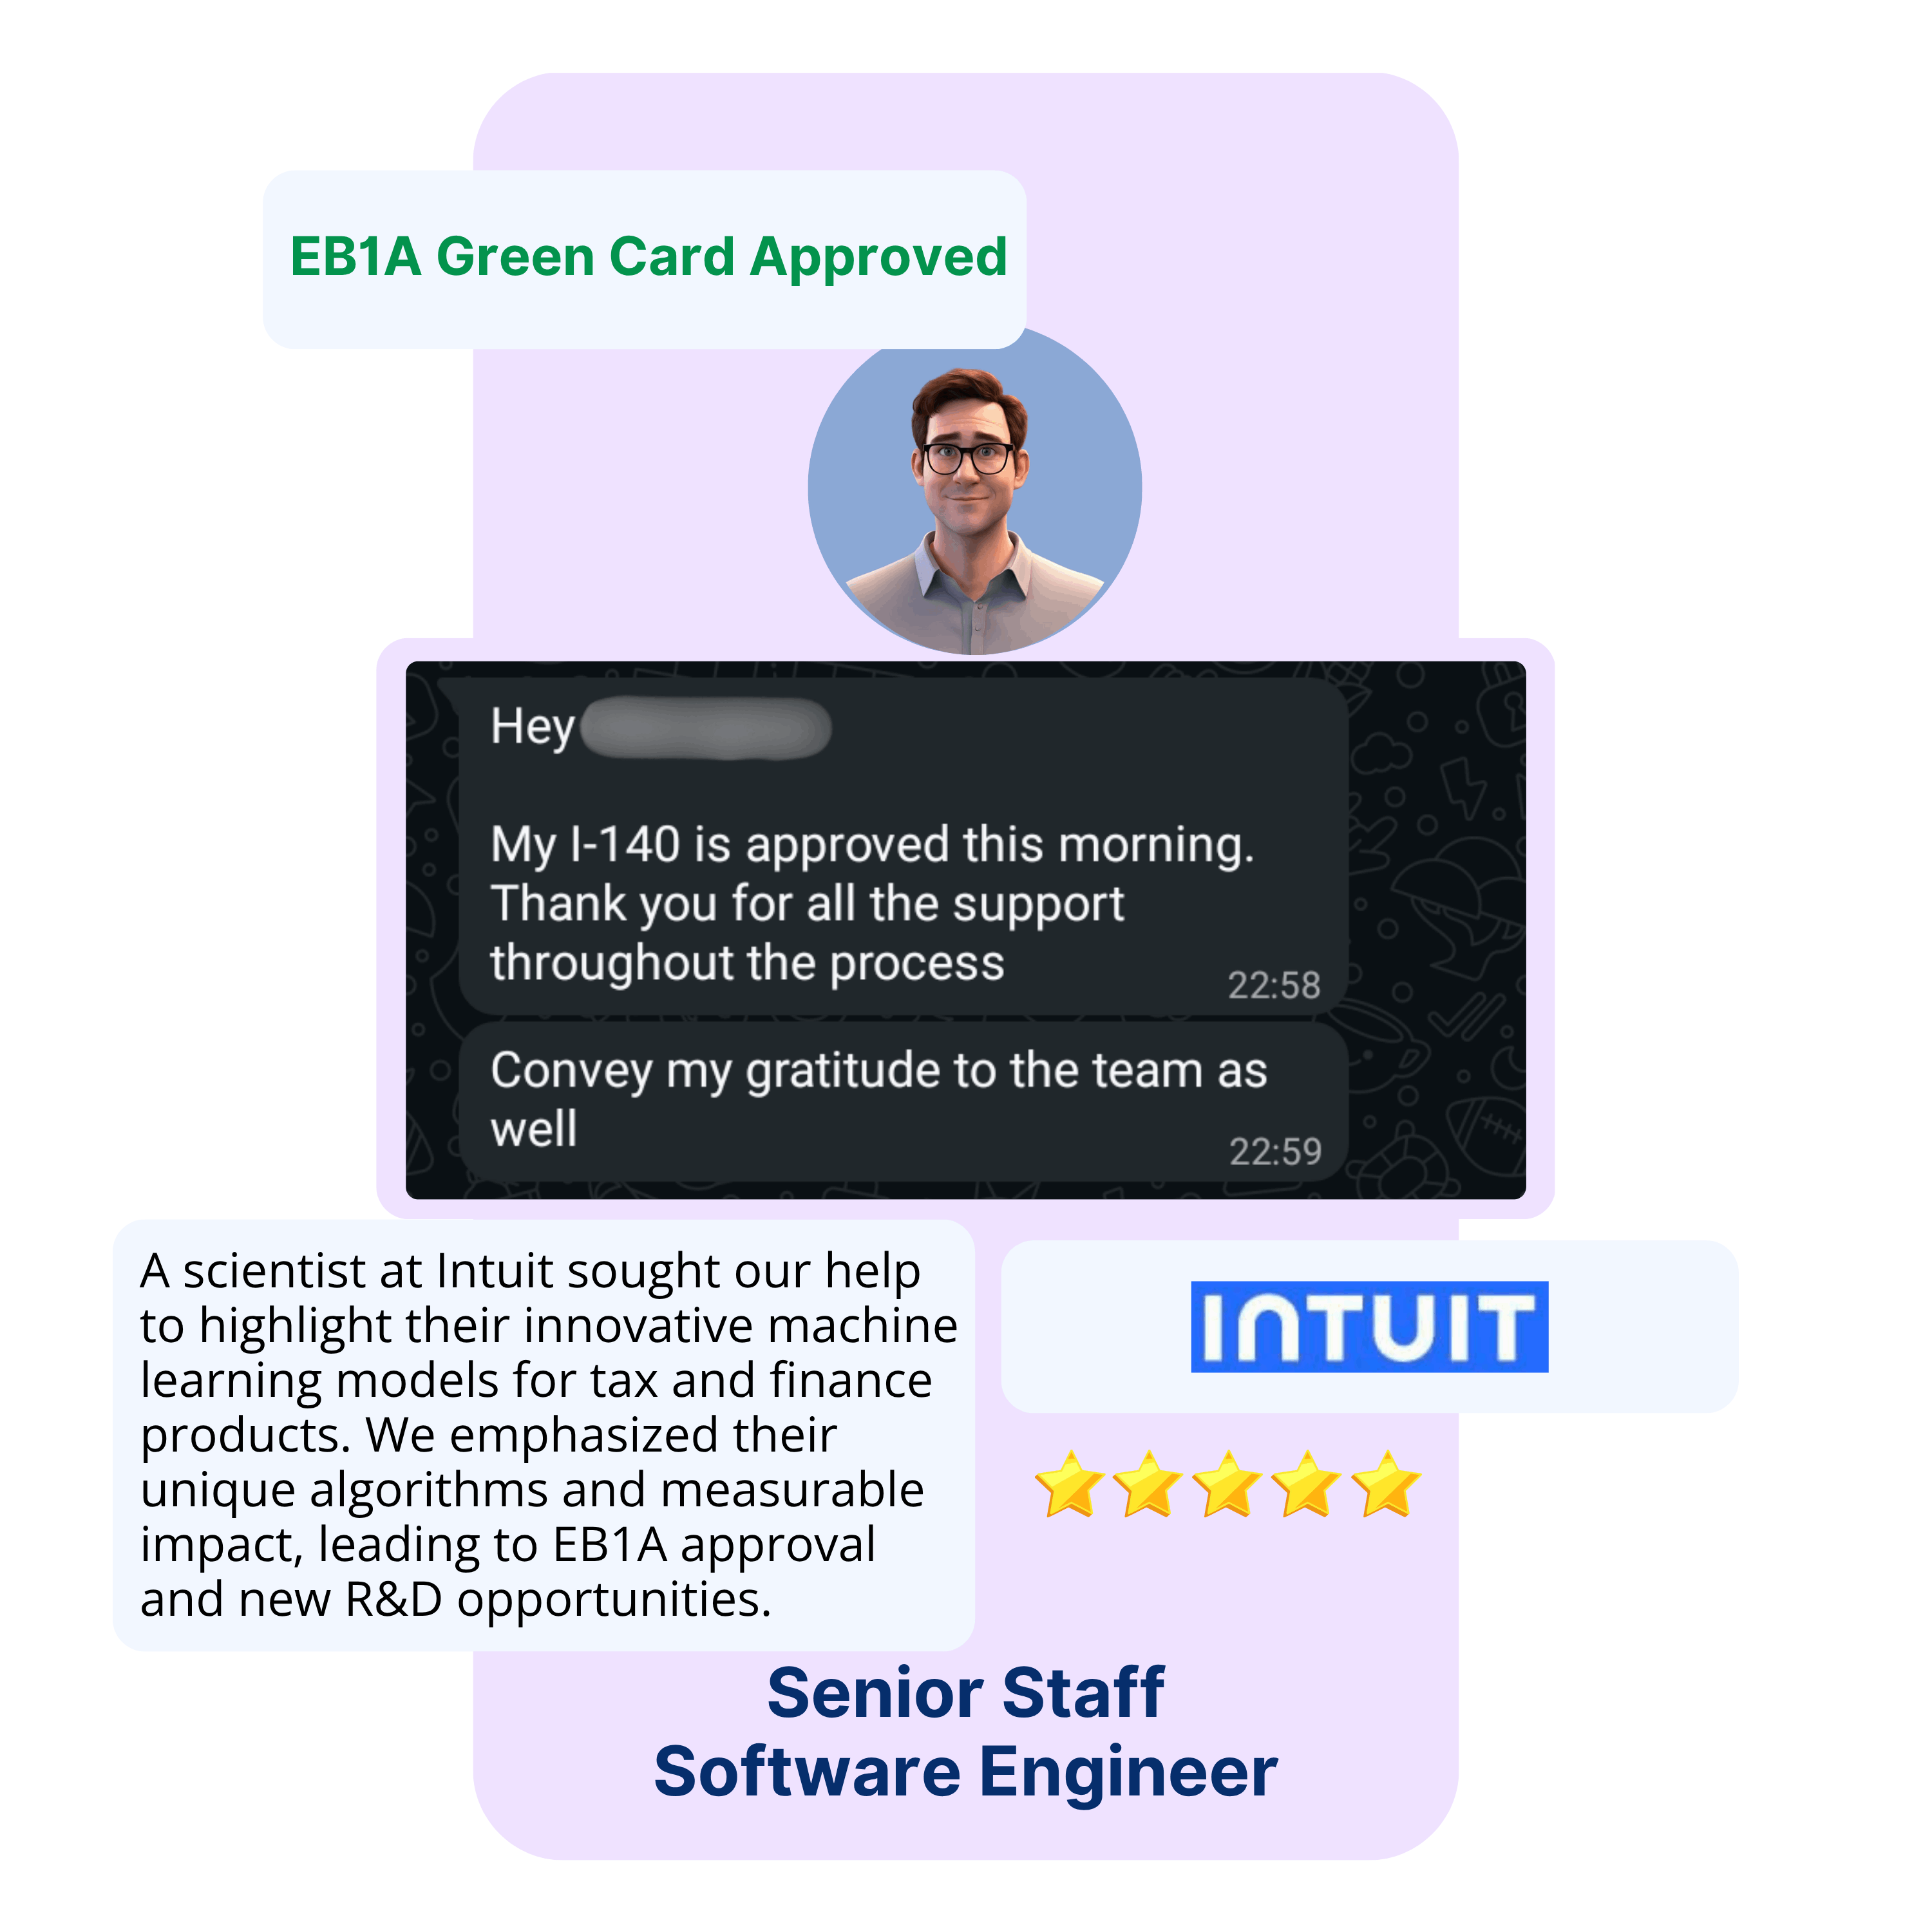 EB1A Green Card Approved
Hey
My I-140 is approved this morning.
Thank you for all the support
throughout the process
22:58
Convey my gratitude to the team as
well
22:59
A scientist at Intuit sought our help
to highlight their innovative machine
learning models for tax and finance
products. We emphasized their
unique algorithms and measurable
impact, leading to EB1A approval
and new R&D opportunities.
INTUIT
Senior Staff
Software Engineer